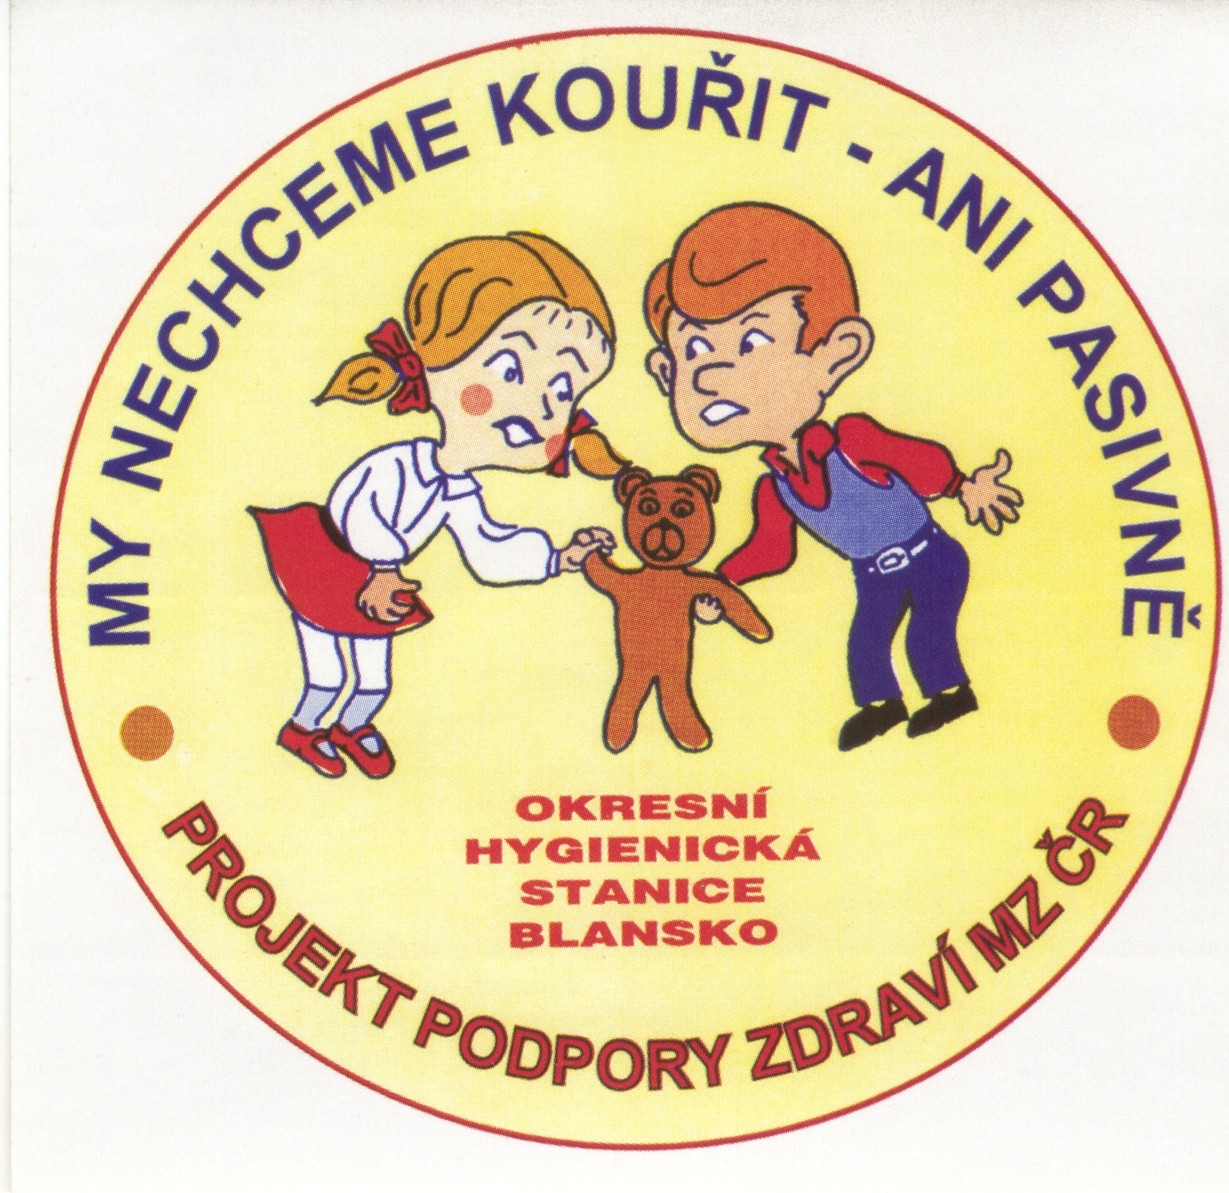 MY NECHCEME KOUŘIT - ANI PASIVNĚ
OKRESNÍ
HYGIENICKÁ
STANICE
BLANSKO
PROJEKT PODPORY ZDRAVÍ MZ ČR